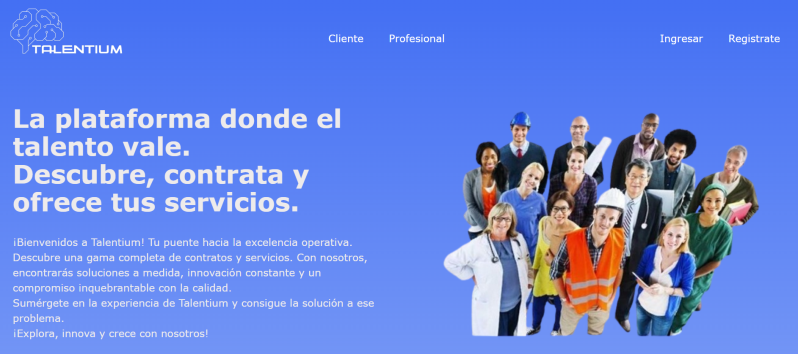 TALENTIUM
Cliente
Profesional
Ingresar
Registrate
La plataforma donde el
talento vale.
Descubre, contrata y
ofrece tus servicios.
¡Bienvenidos a Talentium! Tu puente hacia la excelencia operativa.
Descubre una gama completa de contratos y servicios. Con nosotros,
encontrarás soluciones a medida, innovación constante y un
compromiso inquebrantable con la calidad.
Sumérgete en la experiencia de Talentium y consigue la solución a ese
problema.
¡Explora, innova y crece con nosotros!